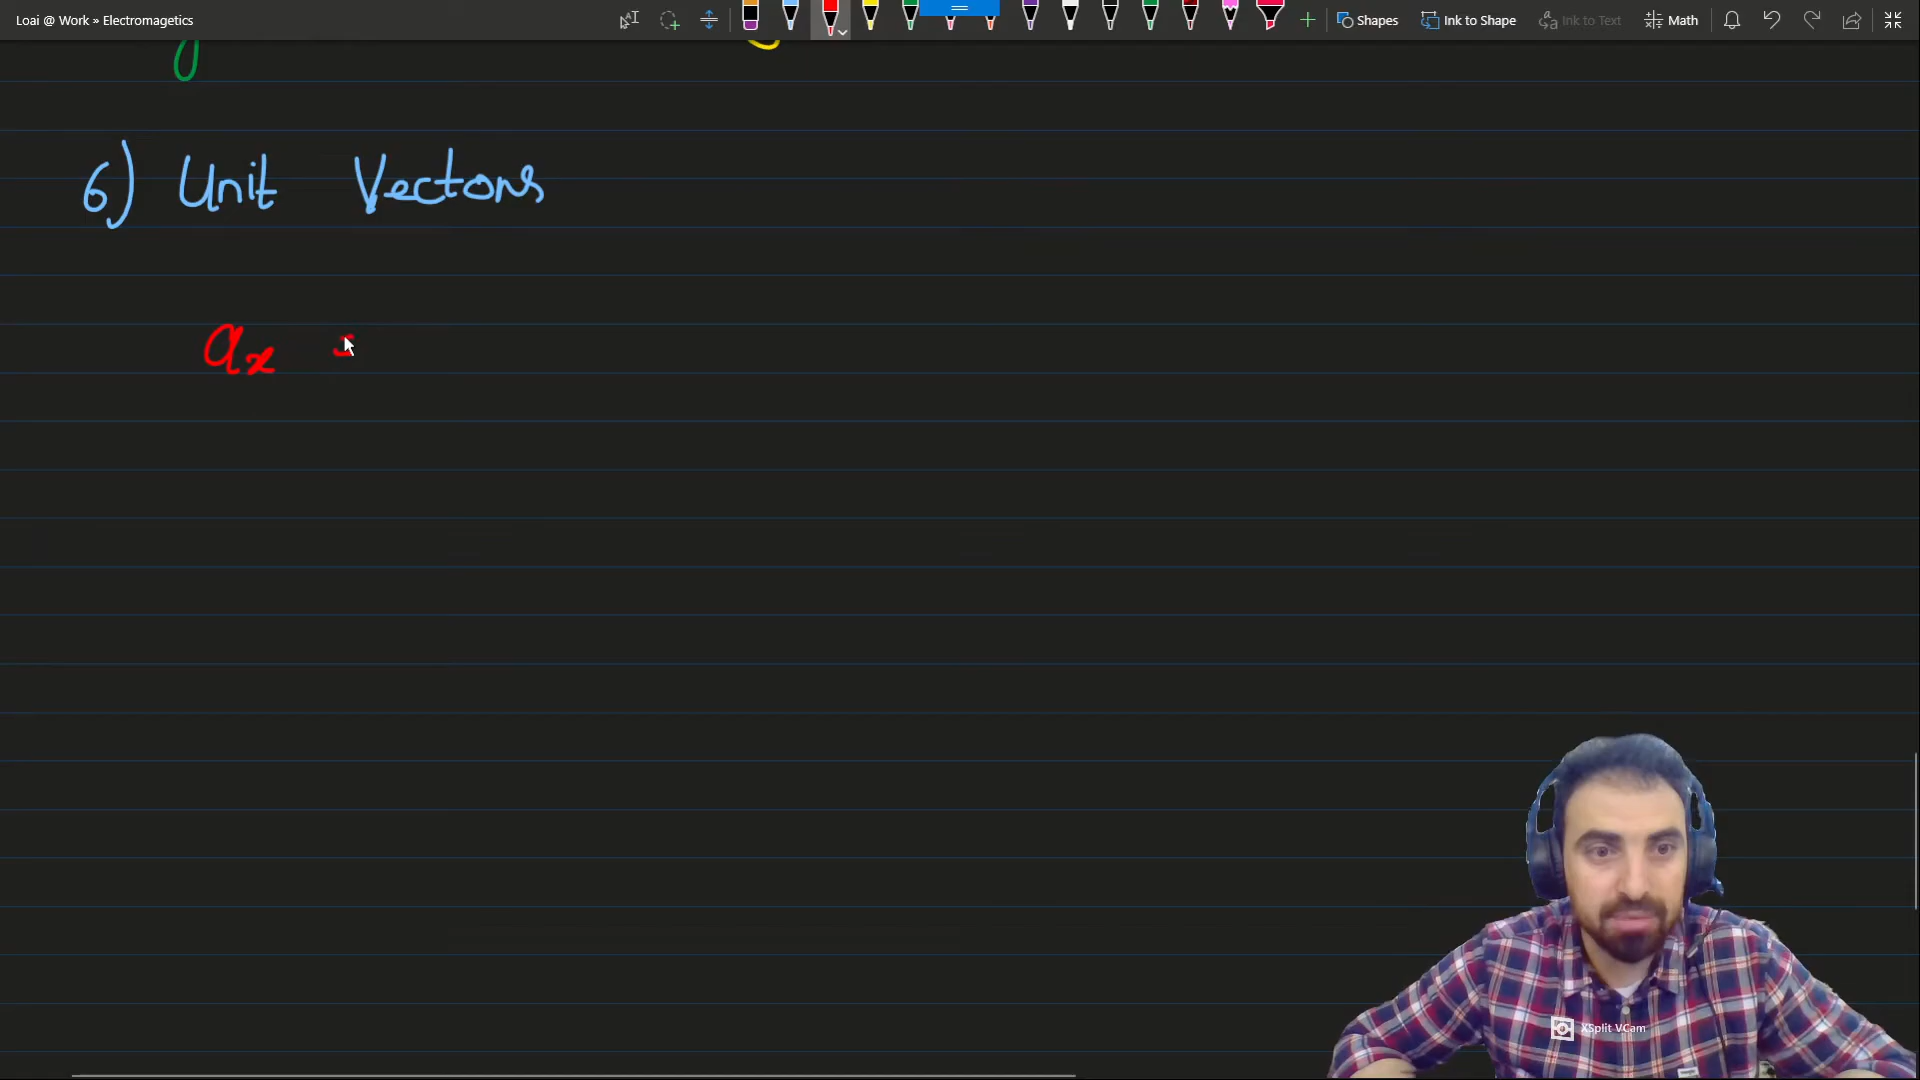 Loai @ Work » Electromagetics
Shapes Ink to Shape Ink to Text Math
6) Unit Vectors
ax =
XSplit VCam